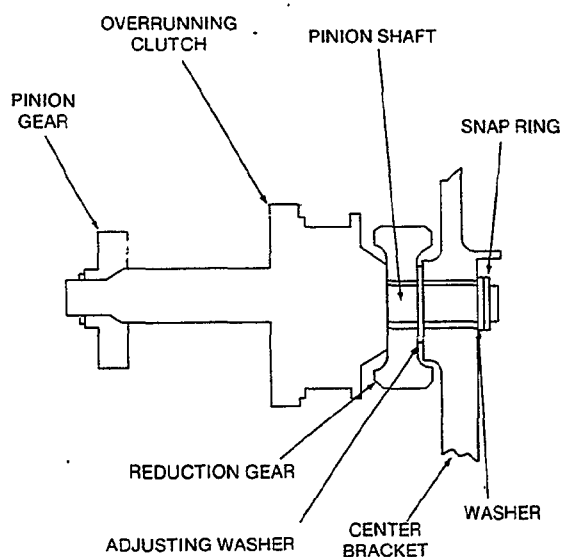 OVERRUNNING
CLUTCH
PINION SHAFT
PINION
GEAR
SNAP RING
REDUCTION GEAR
WASHER
CENTER
BRACKET
ADJUSTING WASHER